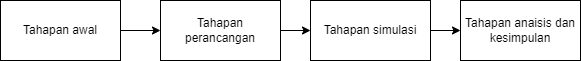 Tahapan awal
Tahapan
perancangan
Tahapan simulasi
Tahapan anaisis dan
kesimpulan